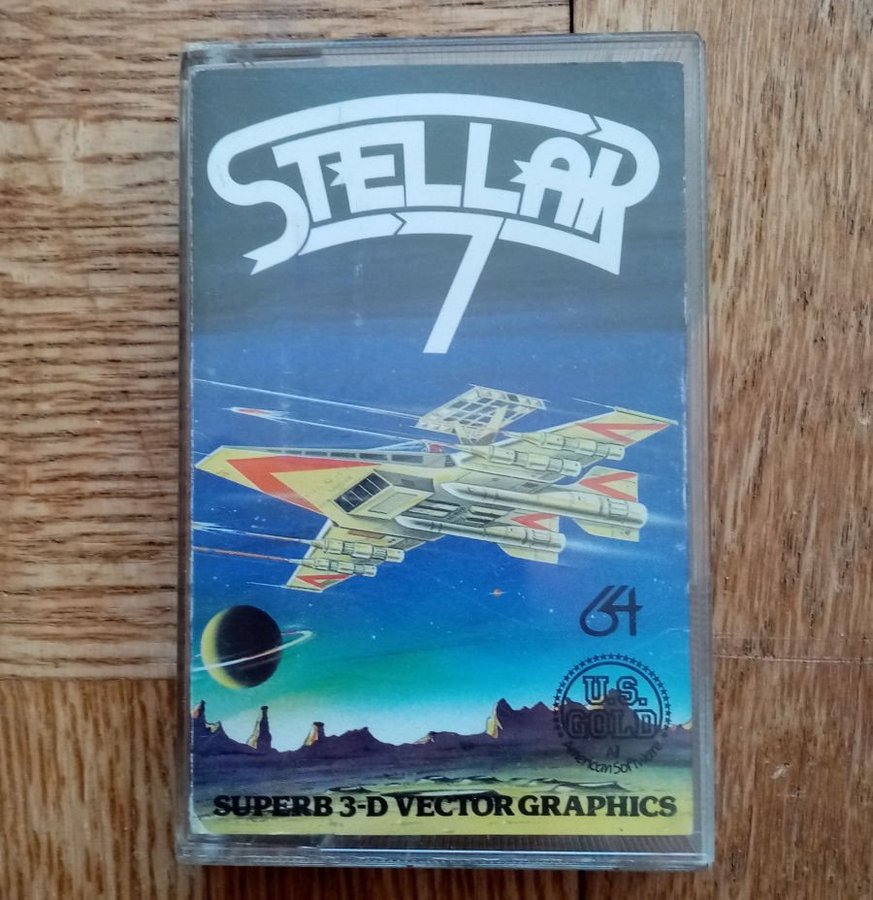 STELLAR
7
64
U.S.
GOLD
All
American Software
SUPERB 3-D VECTOR GRAPHICS